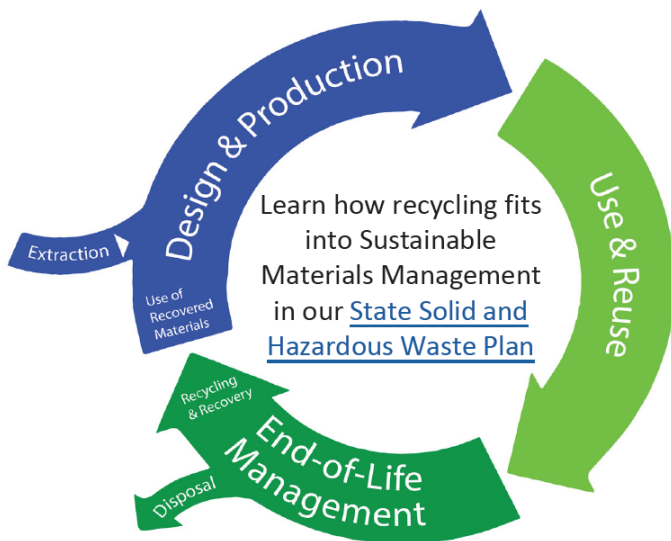 Design & Production
Extraction
Use of
Recovered
Materials
Use & Reuse
Learn how recycling fits
into Sustainable
Materials Management
in our State Solid and
Hazardous Waste Plan
Recycling
& Recovery
End-of-Life
Management
Disposal